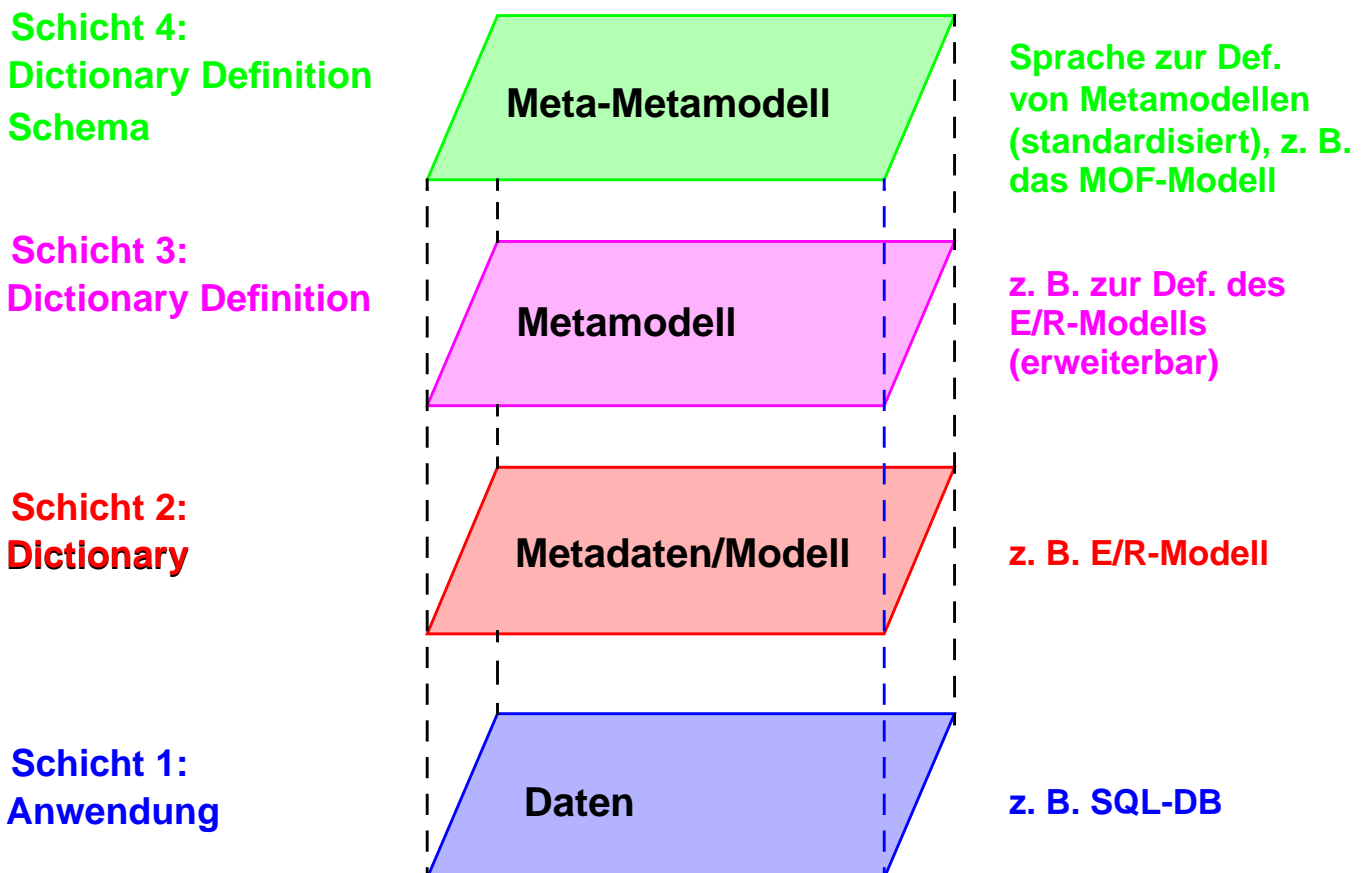 Schicht 4:
Dictionary Definition
Schema
Meta-Metamodell
Sprache zur Def.
von Metamodellen
(standardisiert), z. B.
das MOF-Modell
Schicht 3:
Dictionary Definition
Metamodell
z. B. zur Def. des
E/R-Modells
(erweiterbar)
Schicht 2:
Dictionary
Metadaten/Modell
z. B. E/R-Modell
Schicht 1:
Anwendung
Daten
z. B. SQL-DB